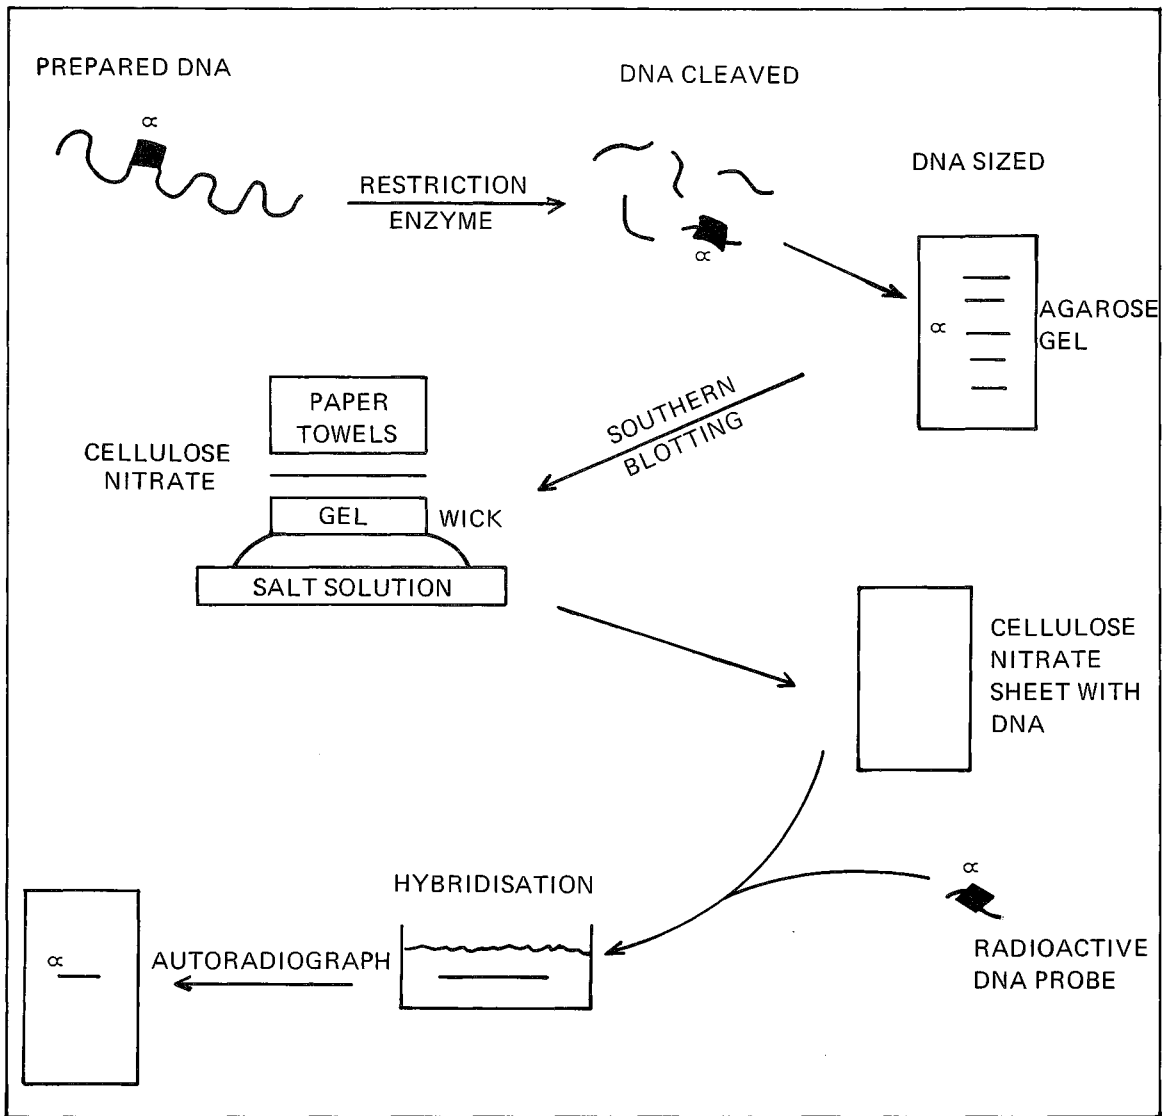 PREPARED DNA
∝
RESTRICTION
ENZYME
DNA CLEAVED
∝
DNA SIZED
∝
AGAROSE
GEL
SOUTHERN
BLOTTING
PAPER
TOWELS
CELLULOSE
NITRATE
GEL
WICK
SALT SOLUTION
CELLULOSE
NITRATE
SHEET WITH
DNA
∝
RADIOACTIVE
DNA PROBE
HYBRIDISATION
AUTORADIOGRAPH
∝